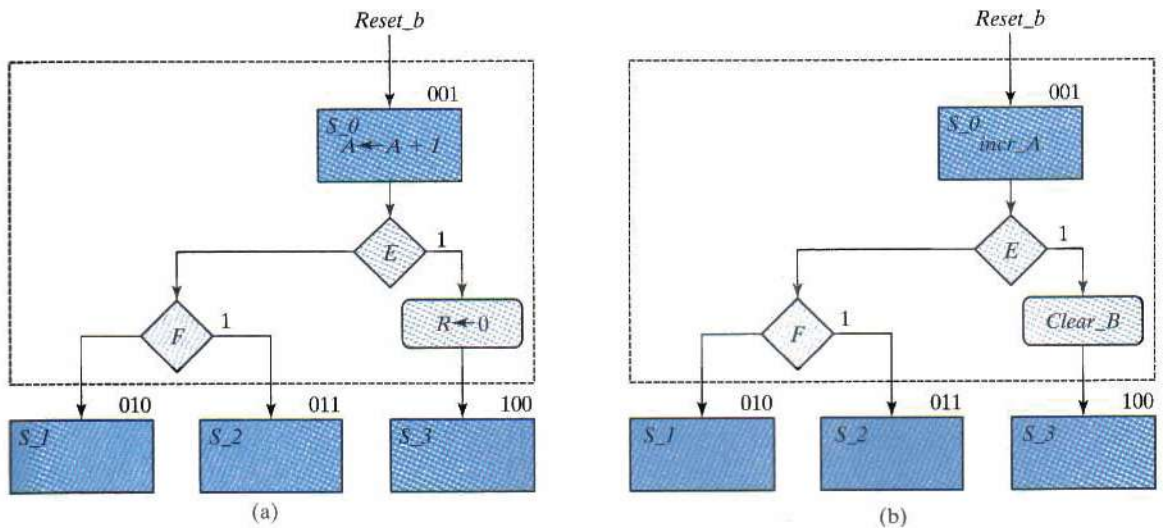 Reset_b
001
S_0
A ← A + 1
E
1
F
1
R ← 0
010
S_1
011
S_2
100
S_3
(a)
Reset_b
001
S_0
incr_A
E
1
F
1
Clear_B
010
S_1
011
S_2
100
S_3
(b)